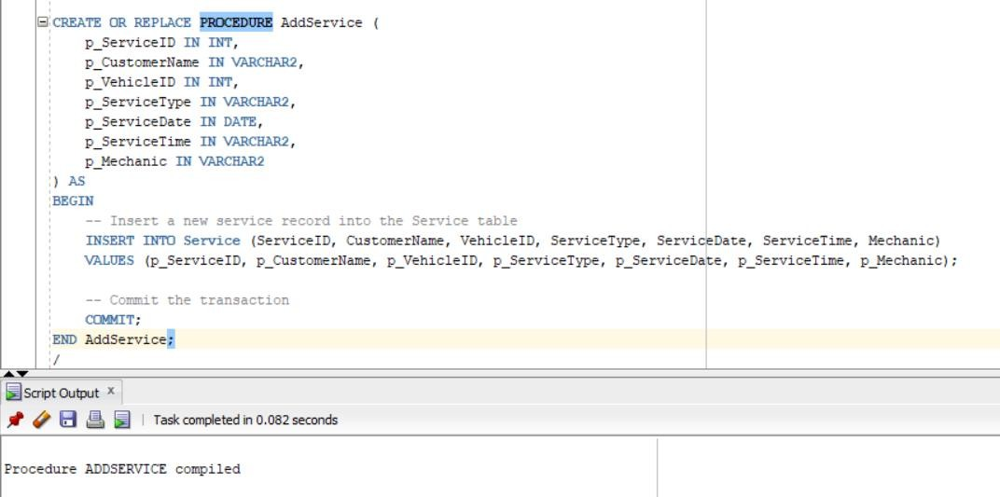 CREATE OR REPLACE PROCEDURE AddService (
    p_ServiceID IN INT,
    p_CustomerName IN VARCHAR2,
    p_VehicleID IN INT,
    p_ServiceType IN VARCHAR2,
    p_ServiceDate IN DATE,
    p_ServiceTime IN VARCHAR2,
    p_Mechanic IN VARCHAR2
) AS
BEGIN
    -- Insert a new service record into the Service table
    INSERT INTO Service (ServiceID, CustomerName, VehicleID, ServiceType, ServiceDate, ServiceTime, Mechanic)
    VALUES (p_ServiceID, p_CustomerName, p_VehicleID, p_ServiceType, p_ServiceDate, p_ServiceTime, p_Mechanic);
    -- Commit the transaction
    COMMIT;
END AddService;
/
Script Output x
Task completed in 0.082 seconds
Procedure ADDSERVICE compiled